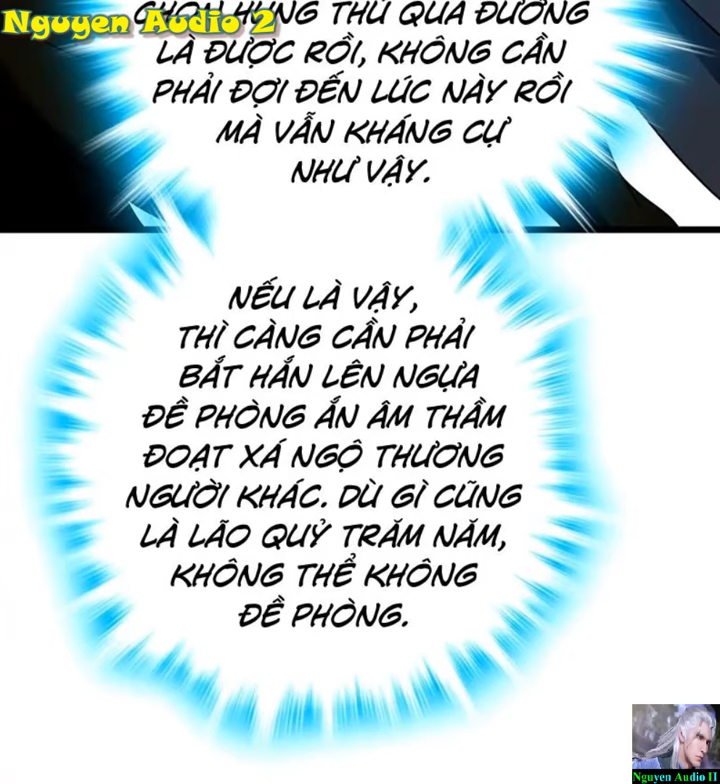 Nguyen Audio 2
CHỌN HỨNG THÚ QUA ĐƯỜNG
LÀ ĐƯỢC RỒI, KHÔNG CẦN
PHẢI ĐỢI ĐẾN LÚC NÀY RỒI
MÀ VẪN KHÁNG CỰ
NHƯ VẬY.
NẾU LÀ VẬY,
THÌ CÀNG CẦN PHẢI
BẮT HẮN LÊN NGỰA
ĐỀ PHÒNG ẮN ÂM THẦM
ĐOẠT XÁ NGỘ THƯƠNG
NGƯỜI KHÁC. DÙ GÌ CŨNG
LÀ LÃO QUỶ TRĂM NĂM,
KHÔNG THỂ KHÔNG
ĐỀ PHÒNG.
Nguyen Audio II